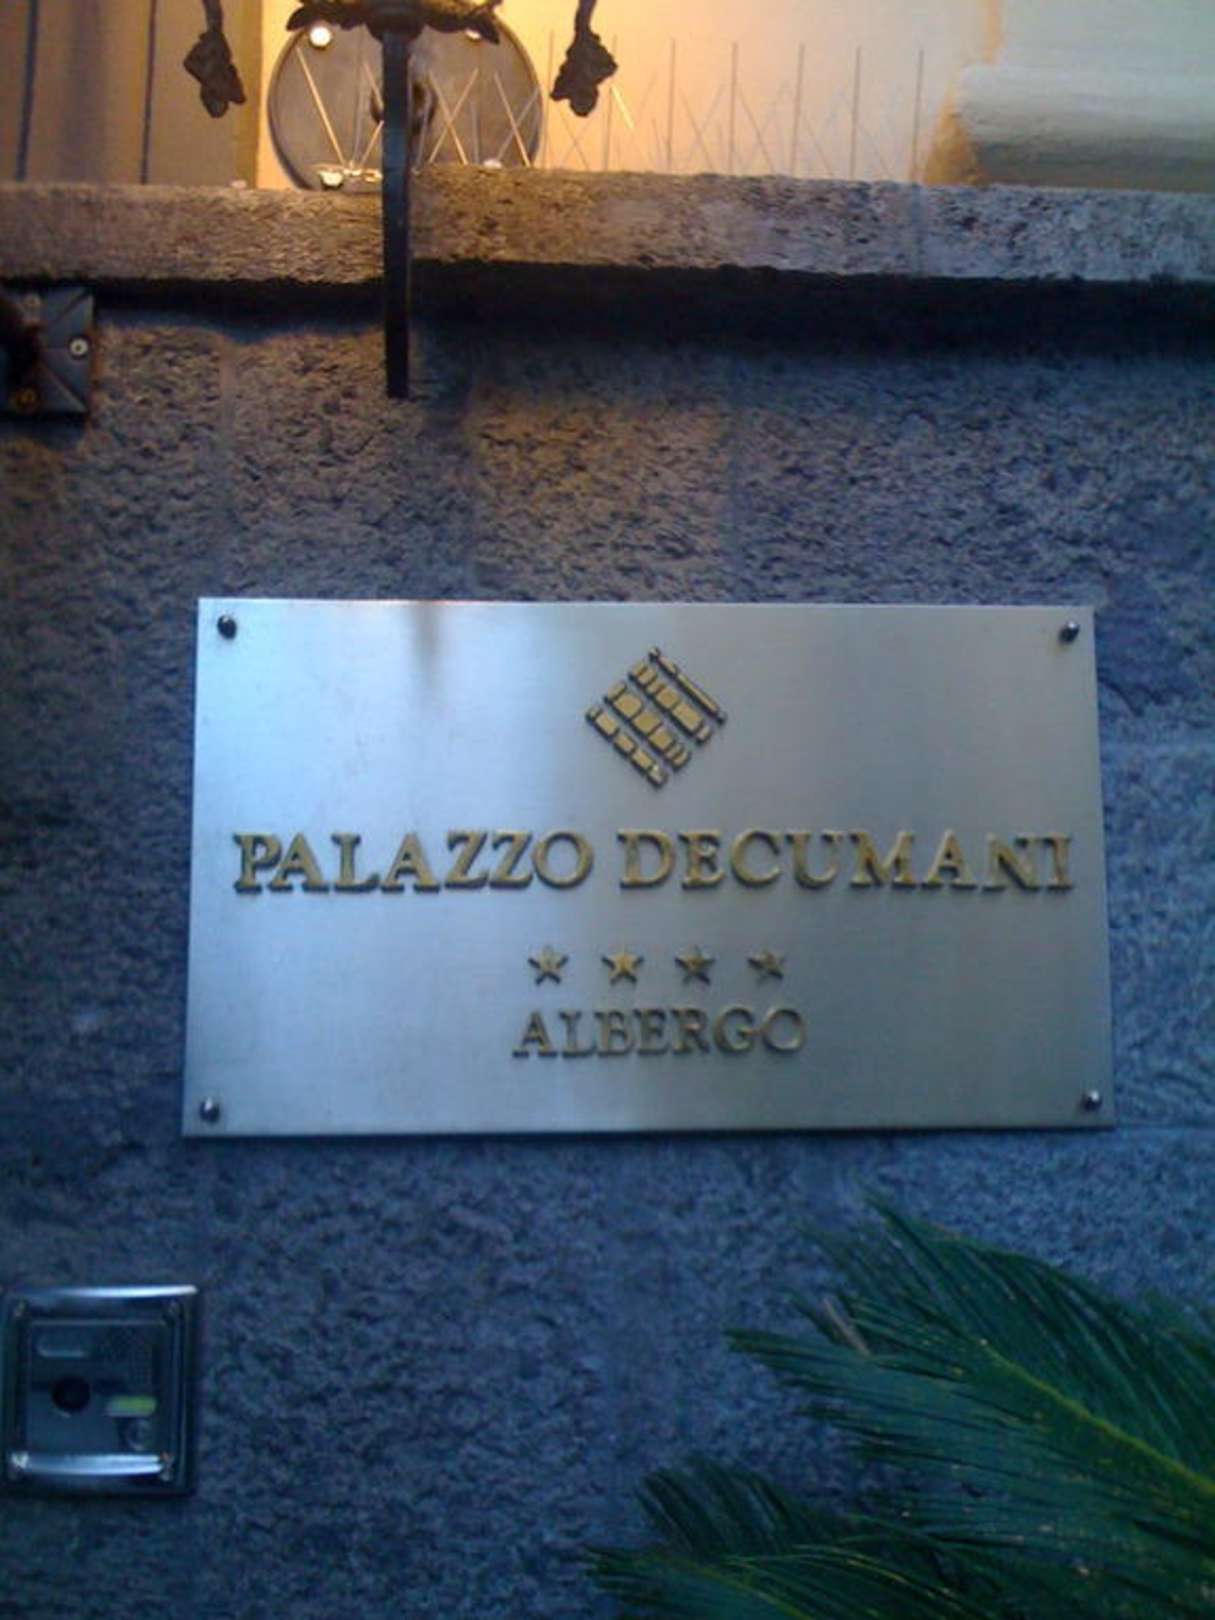 PALAZZO DECUMANI
★ ★ ★ ★
ALBERGO